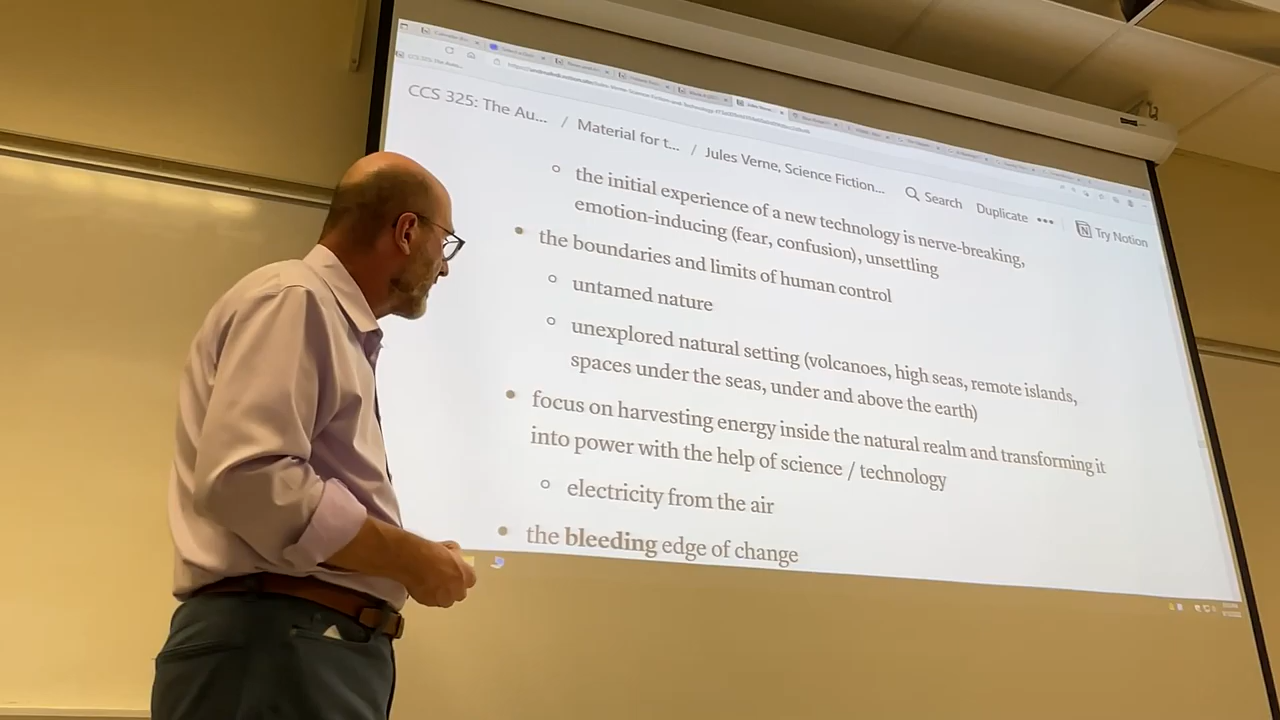 CCS 325: The Au... / Material for t... / Jules Verne, Science Fiction... Search Duplicate ••• Try Notion
the initial experience of a new technology is nerve-breaking,
emotion-inducing (fear, confusion), unsettling
the boundaries and limits of human control
untamed nature
unexplored natural setting (volcanoes, high seas, remote islands,
spaces under the seas, under and above the earth)
focus on harvesting energy inside the natural realm and transforming it
into power with the help of science / technology
electricity from the air
the bleeding edge of change